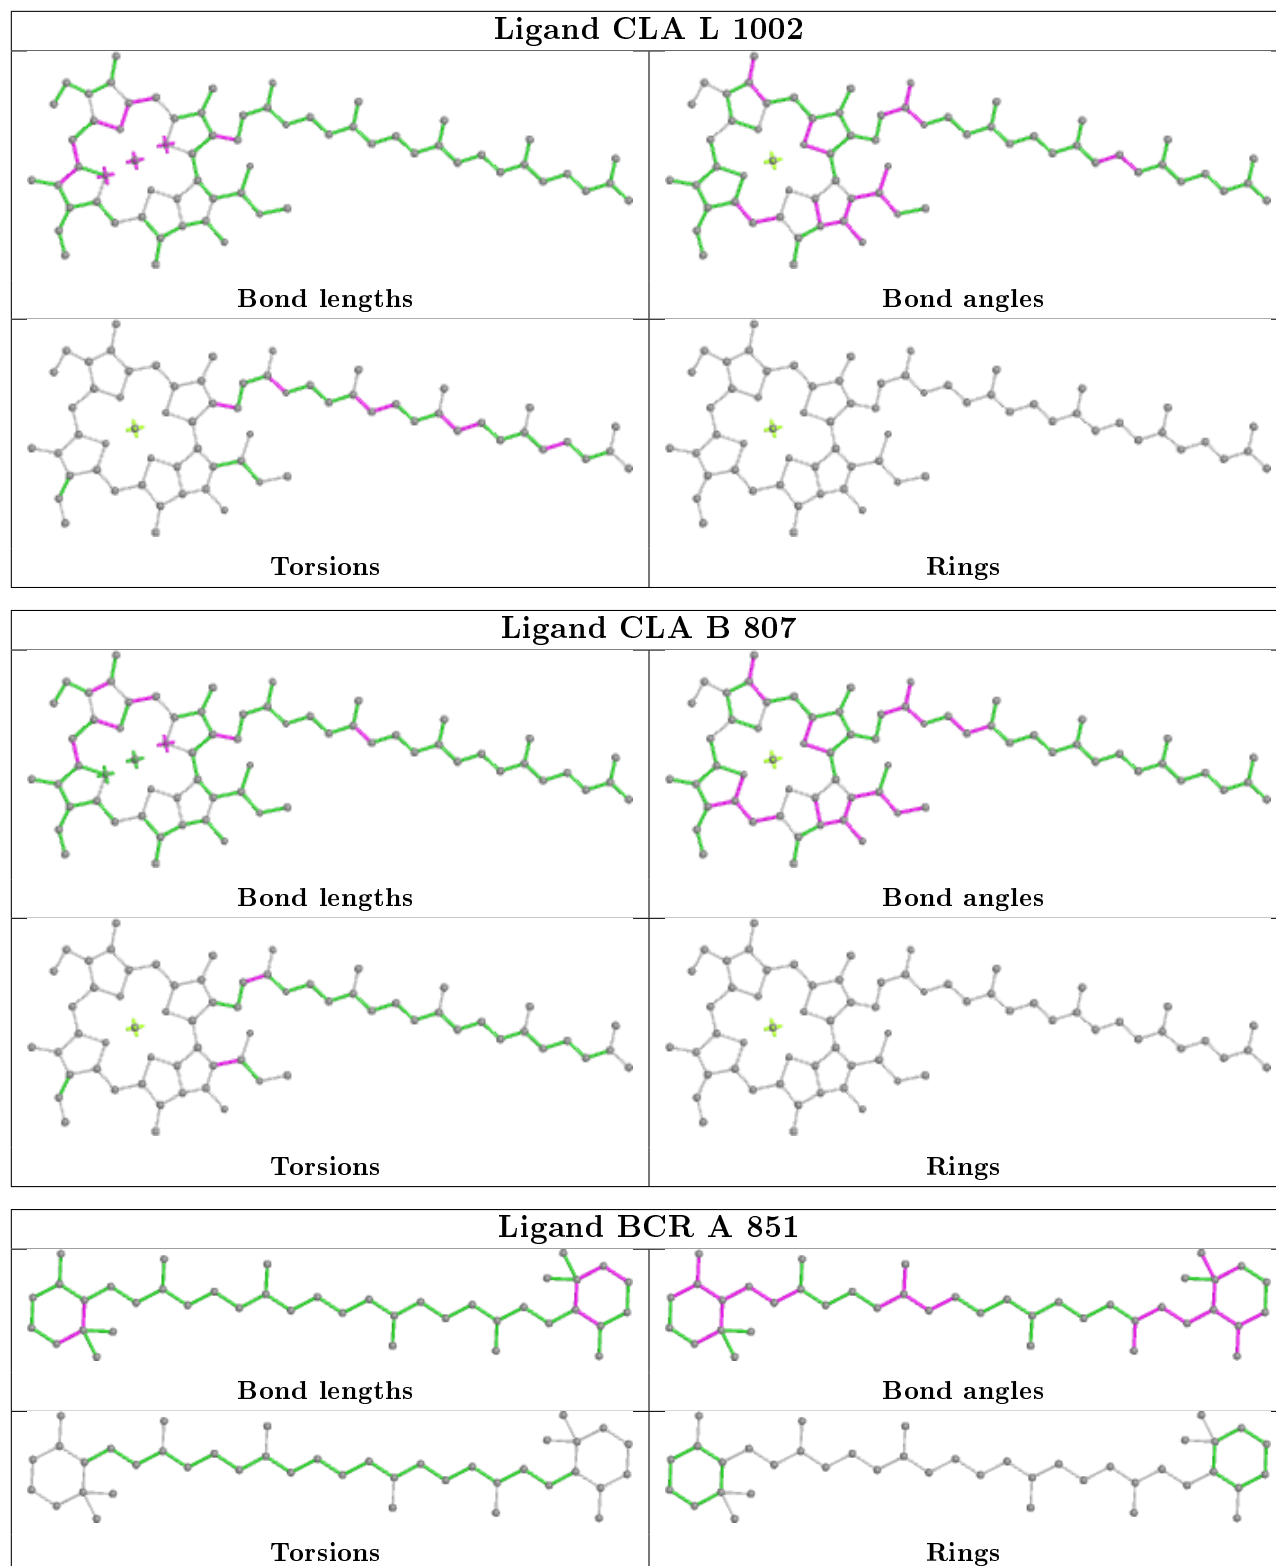 Ligand CLA L 1002
Bond lengths
Bond angles
Torsions
Rings
Ligand CLA B 807
Bond lengths
Bond angles
Torsions
Rings
Ligand BCR A 851
Bond lengths
Bond angles
Torsions
Rings